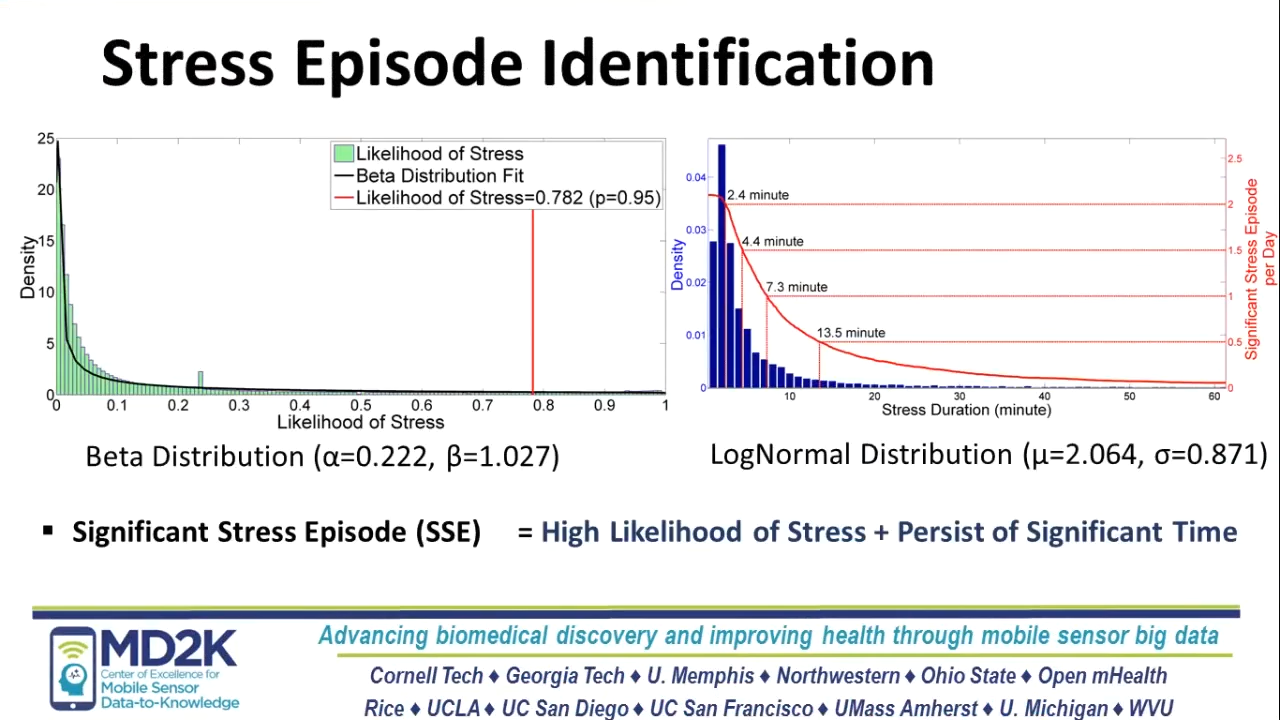 Stress Episode Identification
25
20
15
10
5
0
Density
Likelihood of Stress
Beta Distribution Fit
Likelihood of Stress=0.782 (p=0.95)
0 0.1 0.2 0.3 0.4 0.5 0.6 0.7 0.8 0.9 1
Likelihood of Stress
Beta Distribution (α=0.222, β=1.027)
0.04
0.03
0.02
0.01
0
Density
2.4 minute
4.4 minute
7.3 minute
13.5 minute
2.5
2
1.5
1
0.5
0
Significant Stress Episode
per Day
10 20 30 40 50 60
Stress Duration (minute)
LogNormal Distribution (μ=2.064, σ=0.871)
▪ Significant Stress Episode (SSE) = High Likelihood of Stress + Persist of Significant Time
MD2K
Center of Excellence for
Mobile Sensor
Data-to-Knowledge
Advancing biomedical discovery and improving health through mobile sensor big data
Cornell Tech ♦ Georgia Tech ♦ U. Memphis ♦ Northwestern ♦ Ohio State ♦ Open mHealth
Rice ♦ UCLA ♦ UC San Diego ♦ UC San Francisco ♦ UMass Amherst ♦ U. Michigan ♦ WVU